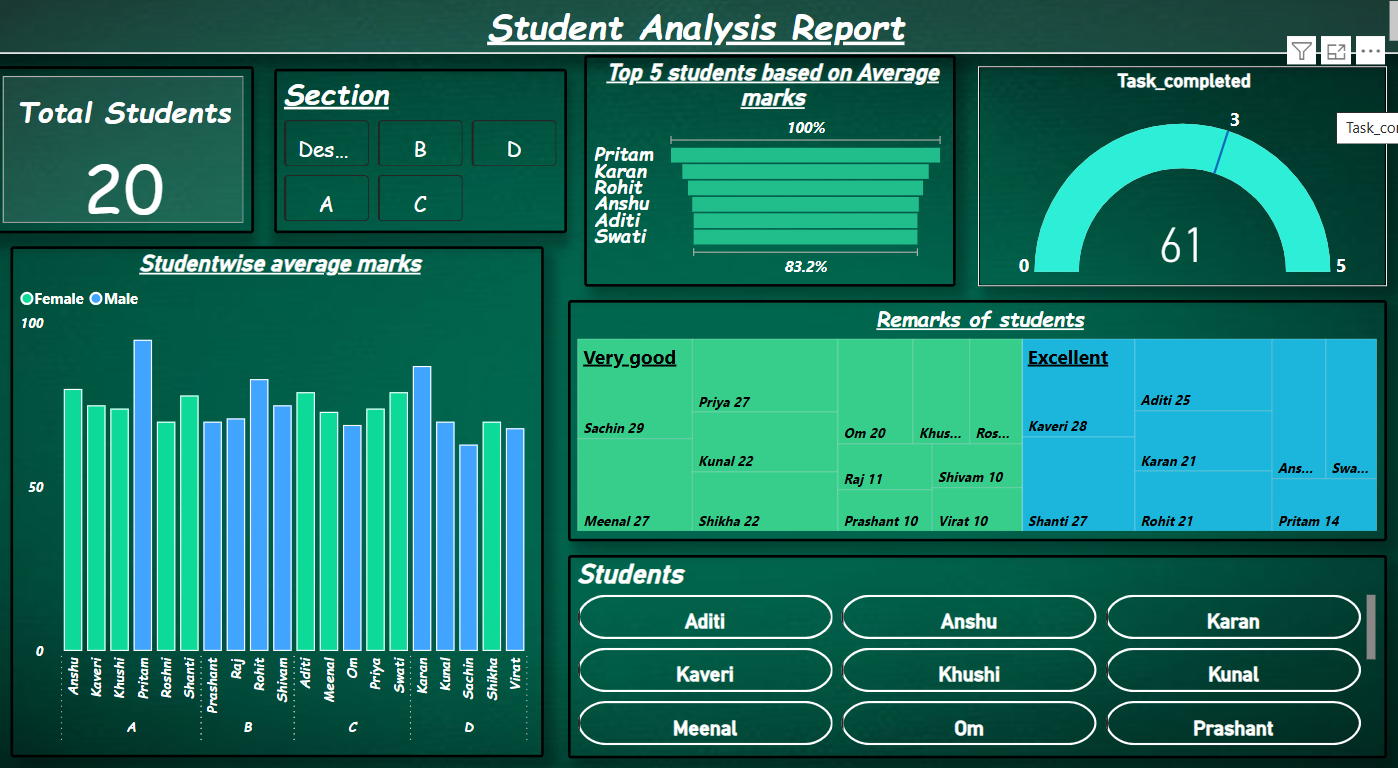 Student Analysis Report
Total Students
20
Section
Des...
B
D
A
C
Top 5 students based on Average
marks
100%
Pritam
Karan
Rohit
Anshu
Aditi
Swati
83.2%
Task_completed
3
61
0
5
Studentwise average marks
Female
Male
100
50
0
Anshu
Kaveri
Khushi
Pritam
Roshni
Shanti
Prashant
Raj
Rohit
Shivam
Aditi
Meenal
Om
Priya
Swati
Karan
Kunal
Sachin
Shikha
Virat
A
B
C
D
Remarks of students
Very good
Sachin 29
Meenal 27
Priya 27
Kunal 22
Shikha 22
Om 20
Khus...
Ros...
Raj 11
Shivam 10
Prashant 10
Virat 10
Excellent
Kaveri 28
Shanti 27
Aditi 25
Karan 21
Rohit 21
Ans...
Swa...
Pritam 14
Students
Aditi
Anshu
Karan
Kaveri
Khushi
Kunal
Meenal
Om
Prashant